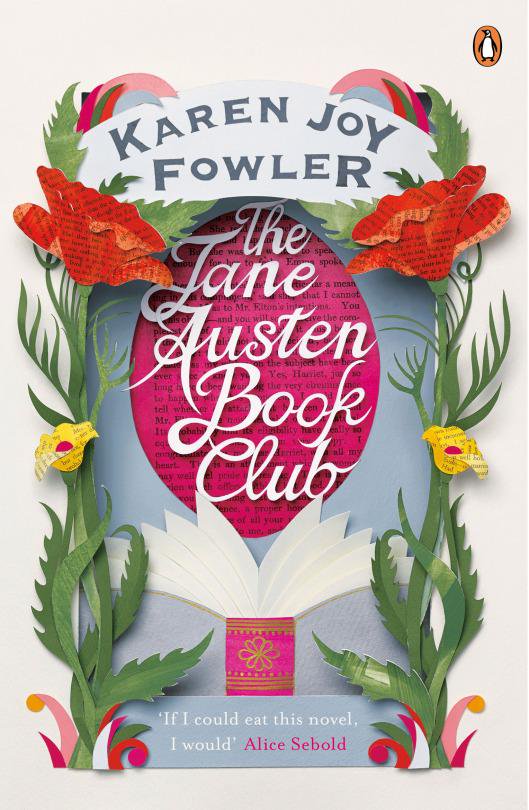 KAREN JOY
FOWLER
The
Jane
Austen
Book
Club
‘If I could eat this novel,
I would’ Alice Sebold